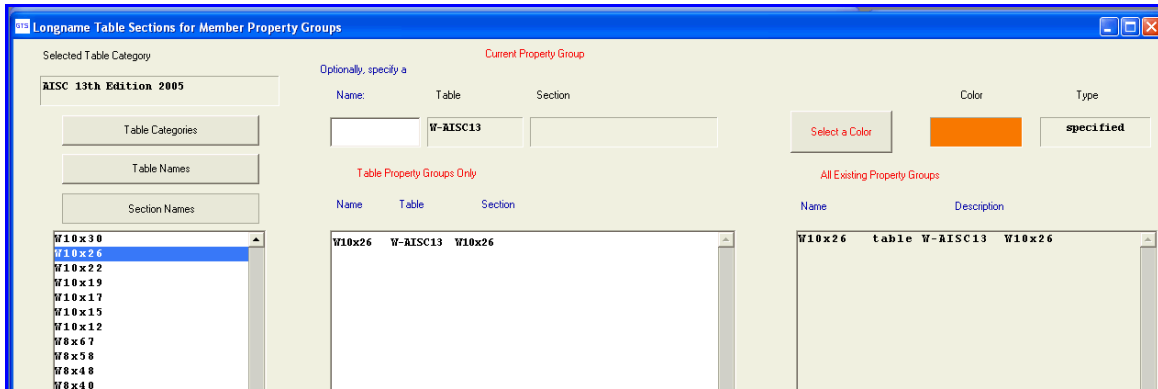 GTS Longname Table Sections for Member Property Groups
Selected Table Category
AISC 13th Edition 2005
Table Categories
Table Names
Section Names
W10x30
W10x26
W10x22
W10x19
W10x17
W10x15
W10x12
W8x67
W8x58
W8x48
W8x40
Current Property Group
Optionally, specify a
Name: Table Section
W-AISC13
Table Property Groups Only
Name Table Section
W10x26 W-AISC13 W10x26
Color Type
Select a Color specified
All Existing Property Groups
Name Description
W10x26 table W-AISC13 W10x26